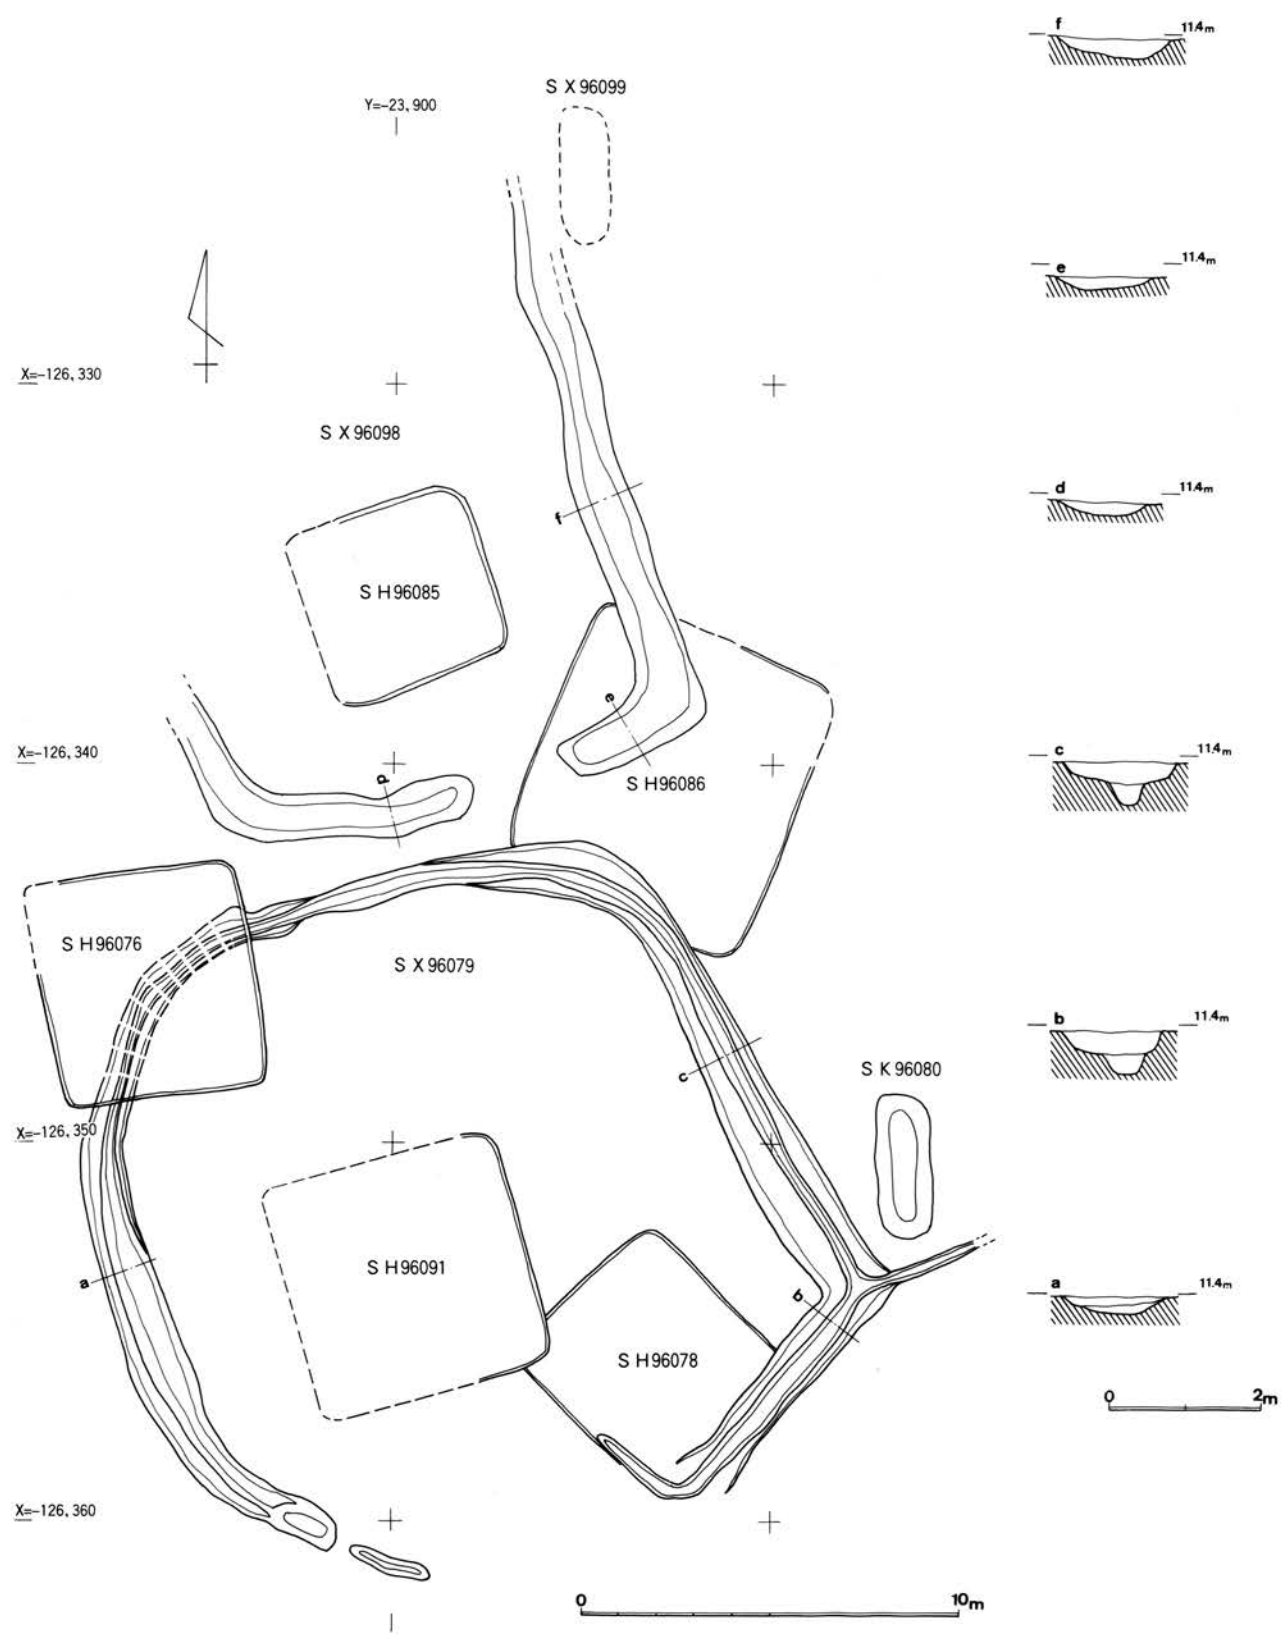 f
11.4m
S X 96099
Y=-23, 900
e
11.4m
X=-126, 330
S X 96098
d
11.4m
f
S H 96085
e
X=-126, 340
d
S H 96086
c
11.4m
S H 96076
S X 96079
b
11.4m
c
S K 96080
X=-126, 350
a
S H 96091
b
a
11.4m
S H 96078
0 2m
X=-126, 360
0 10m